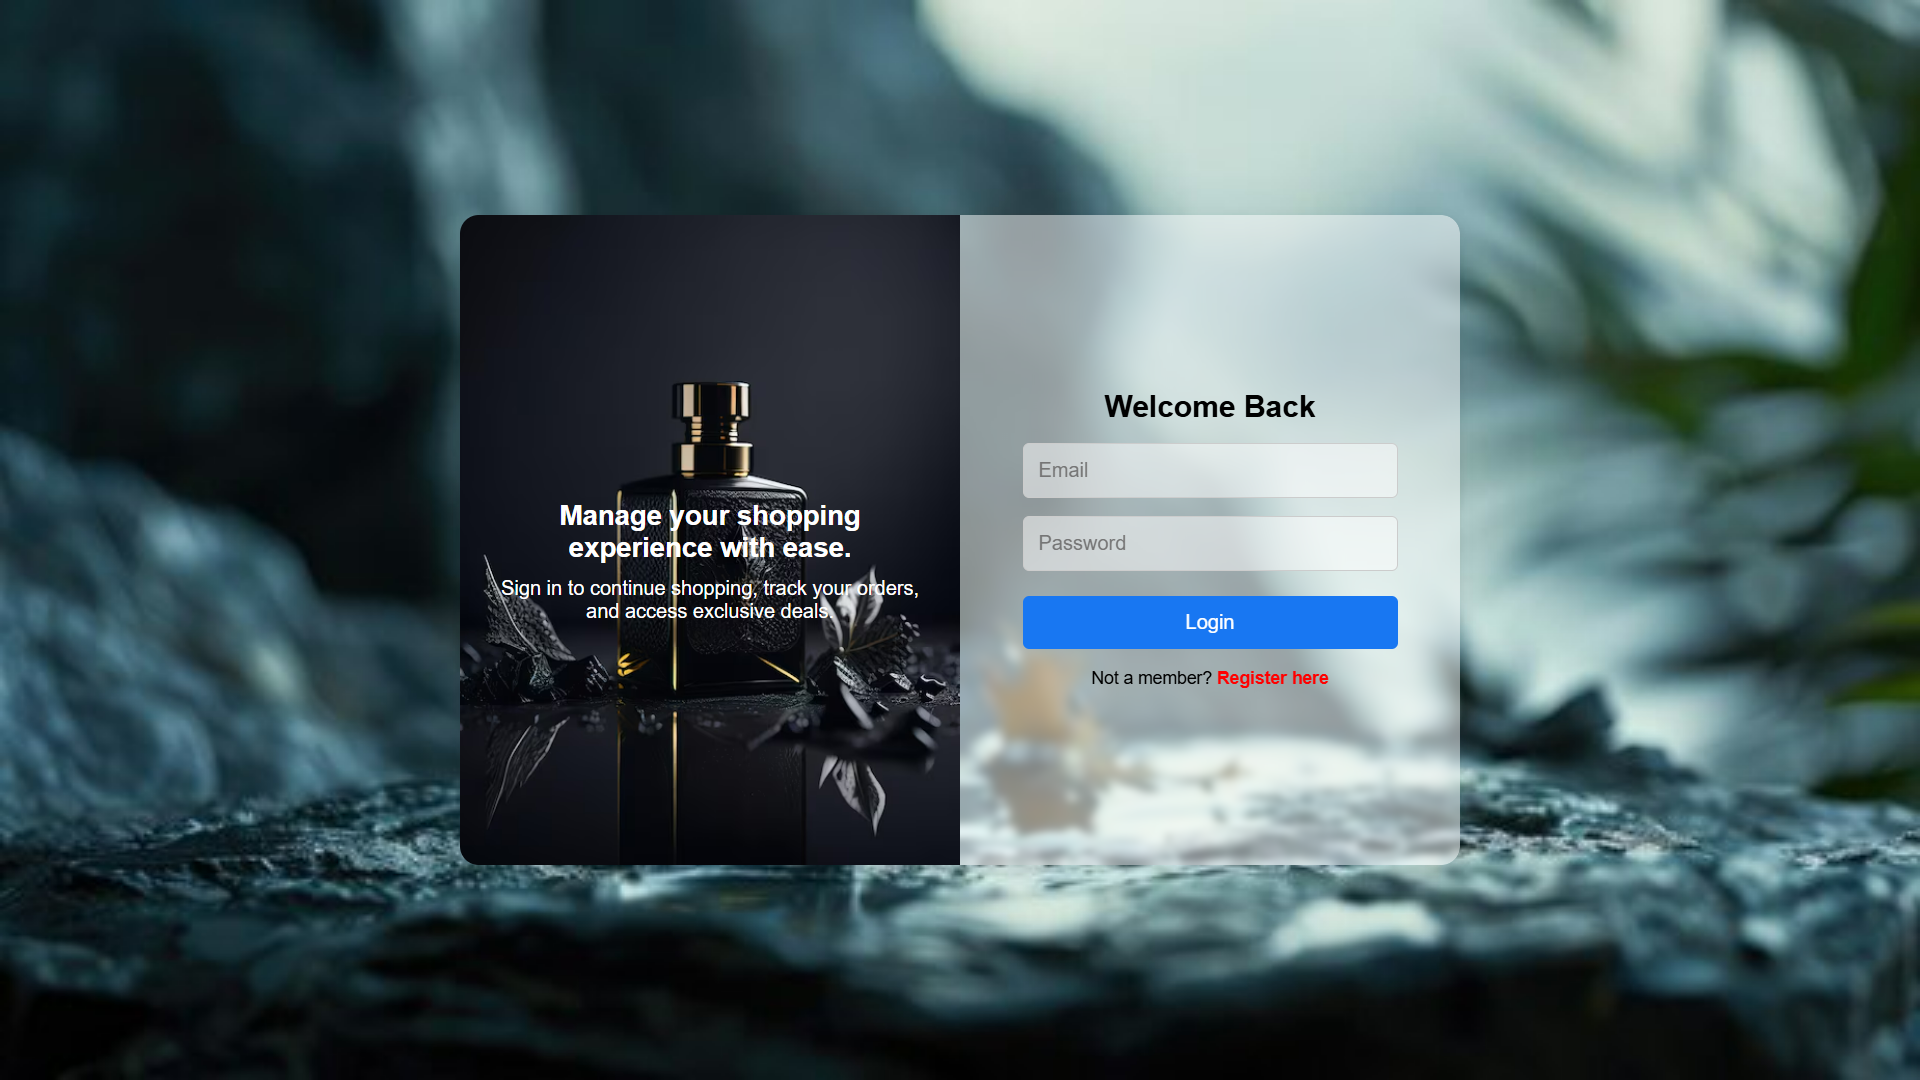 Manage your shopping
experience with ease.
Sign in to continue shopping, track your orders,
and access exclusive deals.
Welcome Back
Email
Password
Login
Not a member? Register here